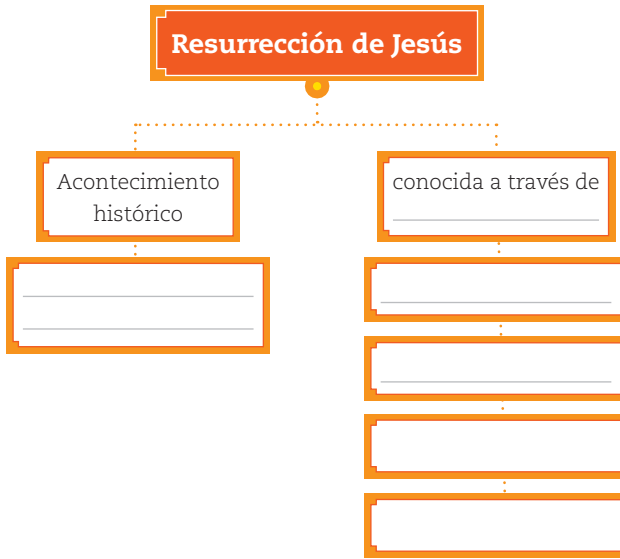 Resurrección de Jesús
Acontecimiento
histórico
conocida a través de